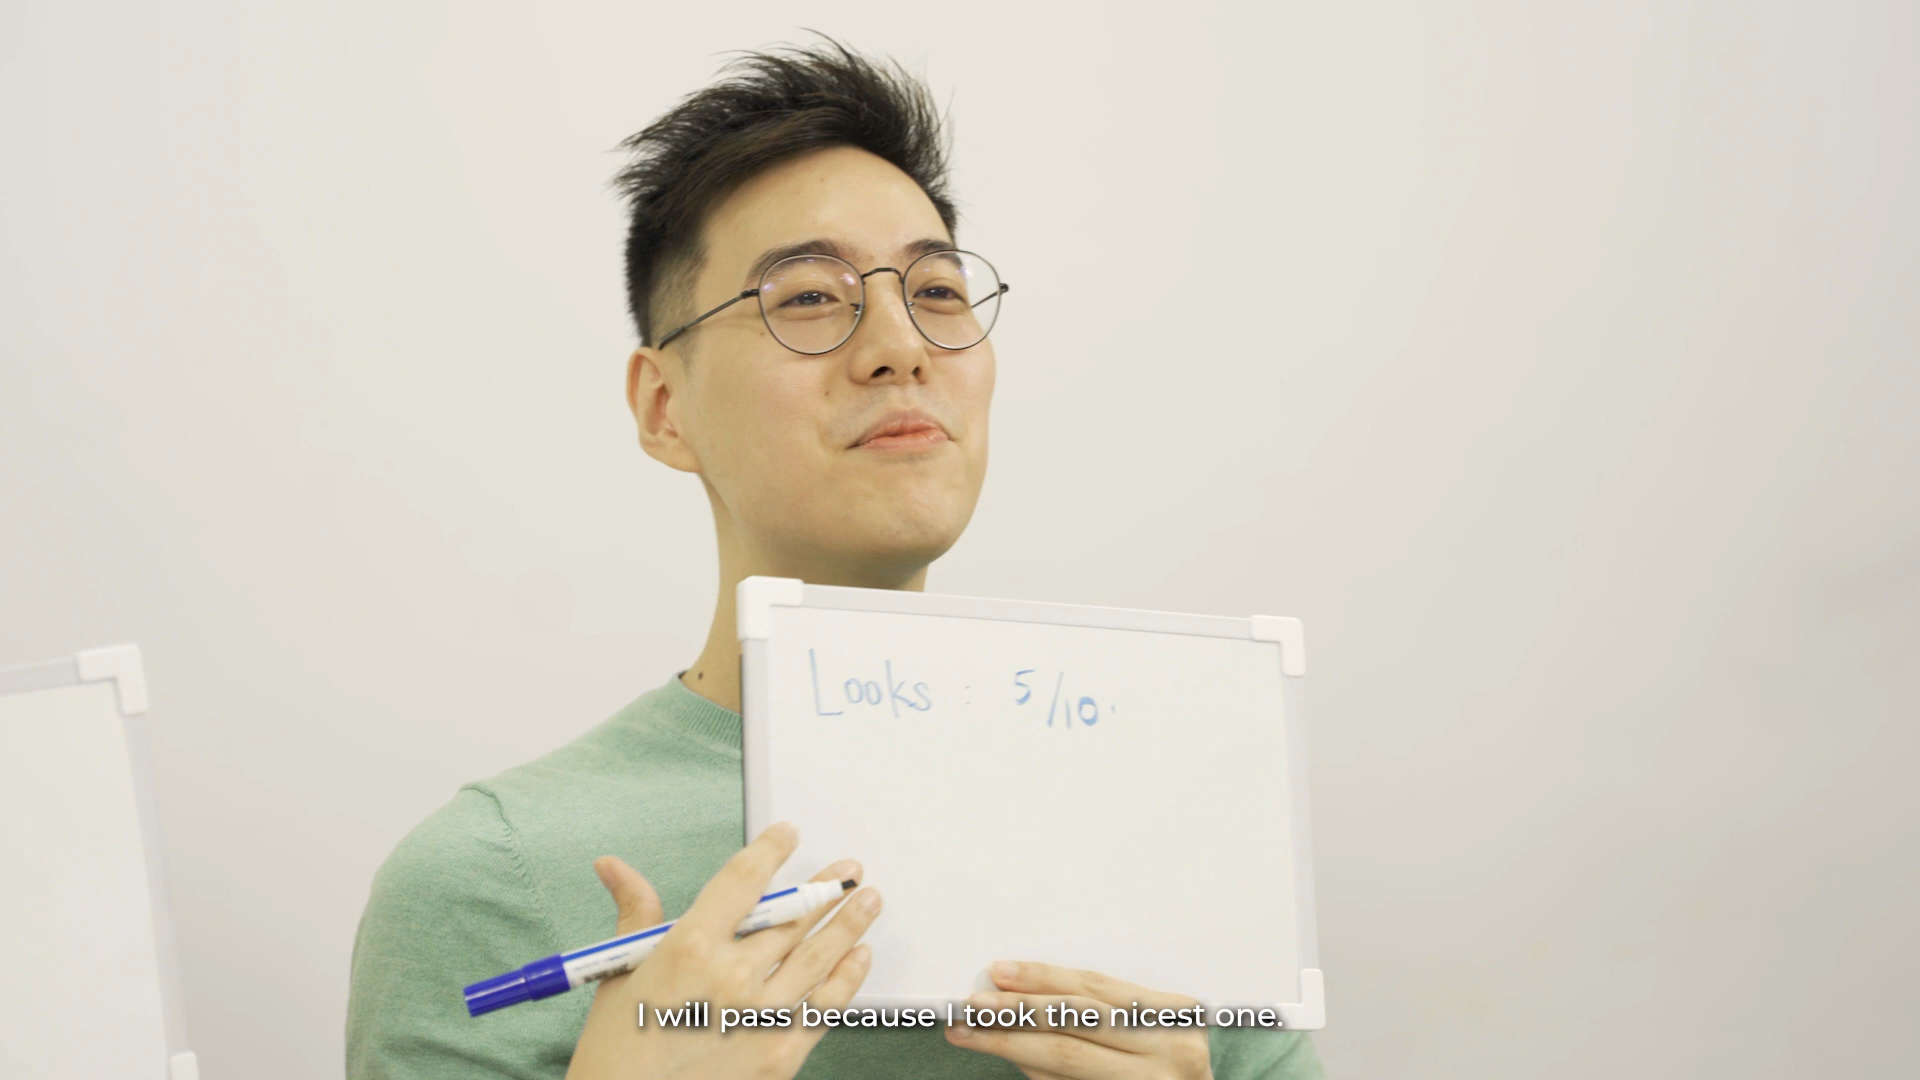 Looks : 5/10.
I will pass because I took the nicest one.